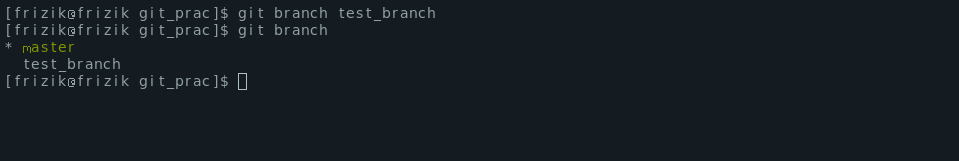 [frizik@frizik git_prac]$ git branch test_branch
[frizik@frizik git_prac]$ git branch
* master
  test_branch
[frizik@frizik git_prac]$